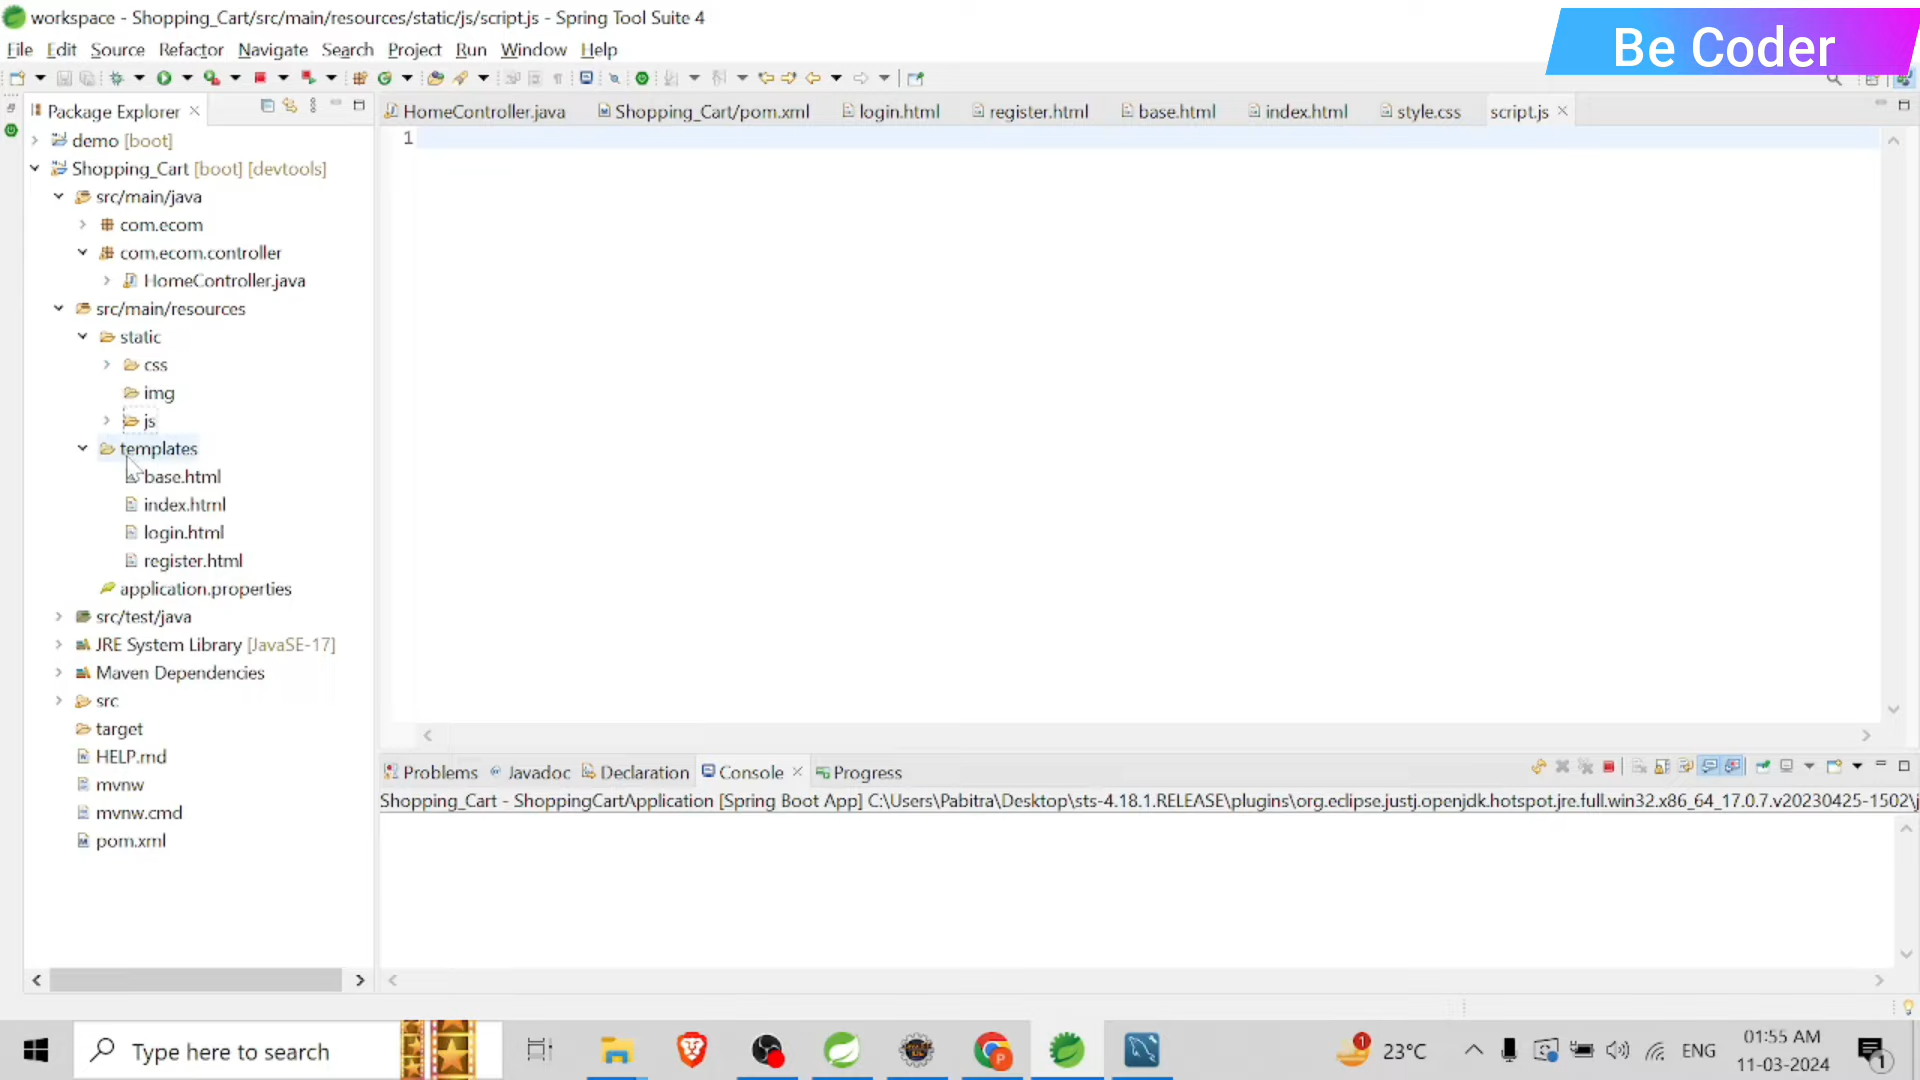 workspace - Shopping_Cart/src/main/resources/static/js/script.js - Spring Tool Suite 4
File Edit Source Refactor Navigate Search Project Run Window Help
Be Coder
Package Explorer
HomeController.java Shopping_Cart/pom.xml login.html register.html base.html index.html style.css script.js
1
demo [boot]
Shopping_Cart [boot] [devtools]
src/main/java
com.ecom
com.ecom.controller
HomeController.java
src/main/resources
static
css
img
js
templates
base.html
index.html
login.html
register.html
application.properties
src/test/java
JRE System Library [JavaSE-17]
Maven Dependencies
src
target
HELP.md
mvnw
mvnw.cmd
pom.xml
Problems Javadoc Declaration Console Progress
Shopping_Cart - ShoppingCartApplication [Spring Boot App] C:\Users\Pabitra\Desktop\sts-4.18.1.RELEASE\plugins\org.eclipse.justj.openjdk.hotspot.jre.full.win32.x86_64_17.0.7.v20230425-1502\j
Type here to search
1
P
23°C
ENG
01:55 AM
11-03-2024
1